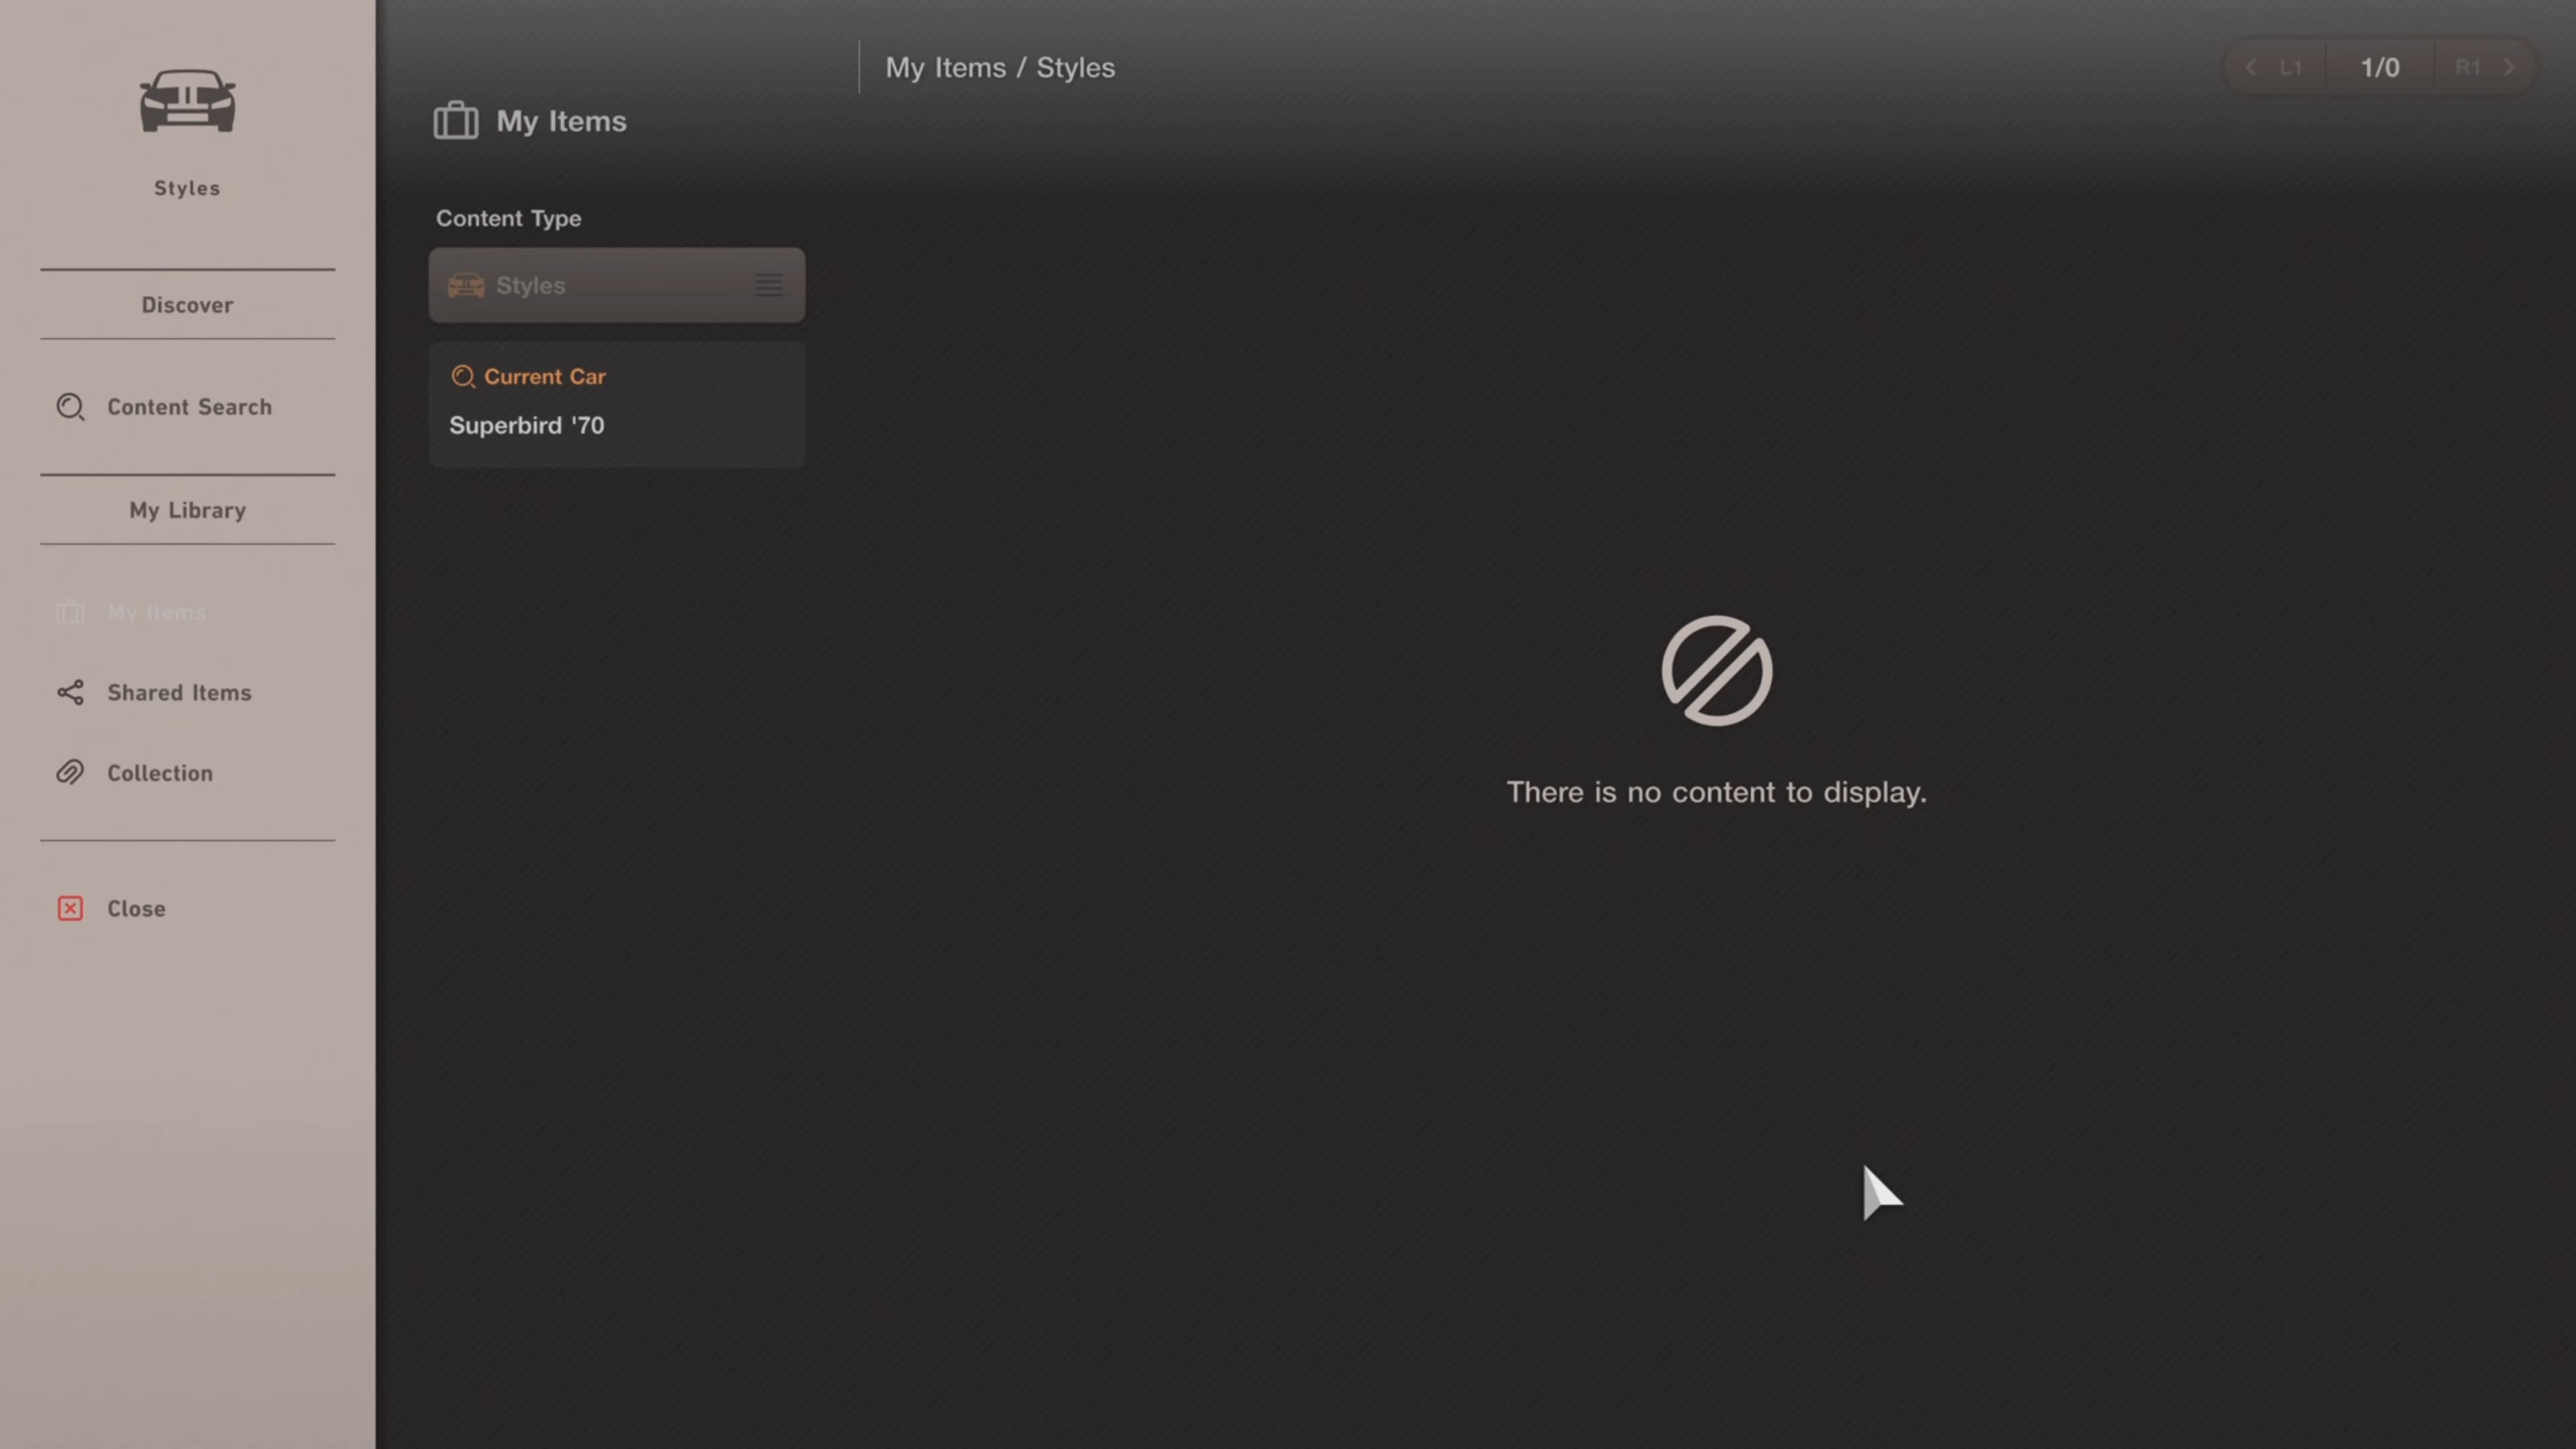 Styles
Discover
Content Search
My Library
My Items
Shared Items
Collection
Close
My Items / Styles
L1 1/0 R1
My Items
Content Type
Styles
Current Car
Superbird '70
There is no content to display.